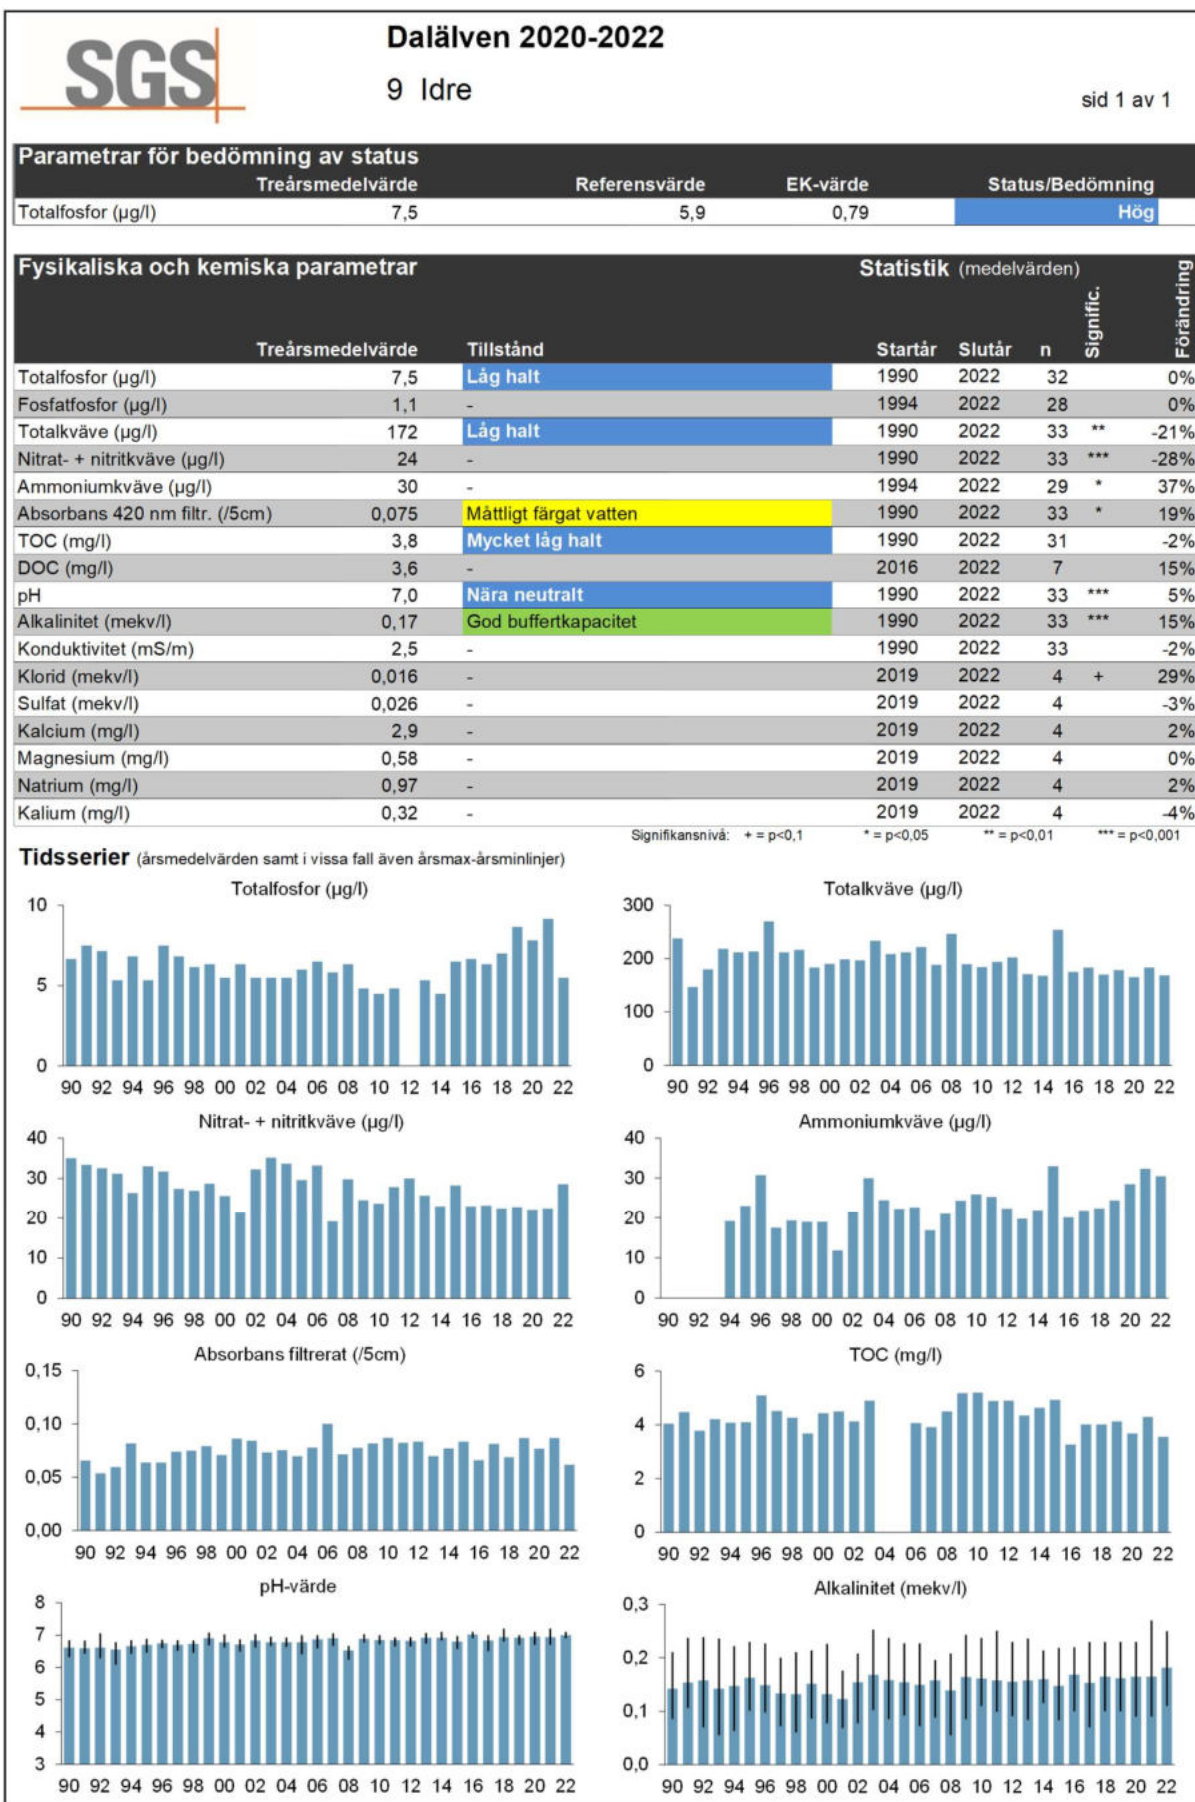 SGS
Dalälven 2020-2022
9 Idre
sid 1 av 1
Parametrar för bedömning av status
Treårsmedelvärde Referensvärde EK-värde Status/Bedömning
Totalfosfor (µg/l) 7,5 5,9 0,79 Hög
Fysikaliska och kemiska parametrar Statistik (medelvärden)
Treårsmedelvärde Tillstånd Startår Slutår n Signific. Förändring
Totalfosfor (µg/l) 7,5 Låg halt 1990 2022 32 0%
Fosfatfosfor (µg/l) 1,1 - 1994 2022 28 0%
Totalkväve (µg/l) 172 Låg halt 1990 2022 33 ** -21%
Nitrat- + nitritkväve (µg/l) 24 - 1990 2022 33 *** -28%
Ammoniumkväve (µg/l) 30 - 1994 2022 29 * 37%
Absorbans 420 nm filtr. (/5cm) 0,075 Måttligt färgat vatten 1990 2022 33 * 19%
TOC (mg/l) 3,8 Mycket låg halt 1990 2022 31 -2%
DOC (mg/l) 3,6 - 2016 2022 7 15%
pH 7,0 Nära neutralt 1990 2022 33 *** 5%
Alkalinitet (mekv/l) 0,17 God buffertkapacitet 1990 2022 33 *** 15%
Konduktivitet (mS/m) 2,5 - 1990 2022 33 -2%
Klorid (mekv/l) 0,016 - 2019 2022 4 + 29%
Sulfat (mekv/l) 0,026 - 2019 2022 4 -3%
Kalcium (mg/l) 2,9 - 2019 2022 4 2%
Magnesium (mg/l) 0,58 - 2019 2022 4 0%
Natrium (mg/l) 0,97 - 2019 2022 4 2%
Kalium (mg/l) 0,32 - 2019 2022 4 -4%
Signifikansnivå: + = p<0,1 * = p<0,05 ** = p<0,01 *** = p<0,001
Tidsserier (årsmedelvärden samt i vissa fall även årsmax-årsminlinjer)
Totalfosfor (µg/l)
10
5
0
90 92 94 96 98 00 02 04 06 08 10 12 14 16 18 20 22
Totalkväve (µg/l)
300
200
100
0
90 92 94 96 98 00 02 04 06 08 10 12 14 16 18 20 22
Nitrat- + nitritkväve (µg/l)
40
30
20
10
0
90 92 94 96 98 00 02 04 06 08 10 12 14 16 18 20 22
Ammoniumkväve (µg/l)
40
30
20
10
0
90 92 94 96 98 00 02 04 06 08 10 12 14 16 18 20 22
Absorbans filtrerat (/5cm)
0,15
0,10
0,05
0,00
90 92 94 96 98 00 02 04 06 08 10 12 14 16 18 20 22
TOC (mg/l)
6
4
2
0
90 92 94 96 98 00 02 04 06 08 10 12 14 16 18 20 22
pH-värde
8
7
6
5
4
3
90 92 94 96 98 00 02 04 06 08 10 12 14 16 18 20 22
Alkalinitet (mekv/l)
0,3
0,2
0,1
0,0
90 92 94 96 98 00 02 04 06 08 10 12 14 16 18 20 22